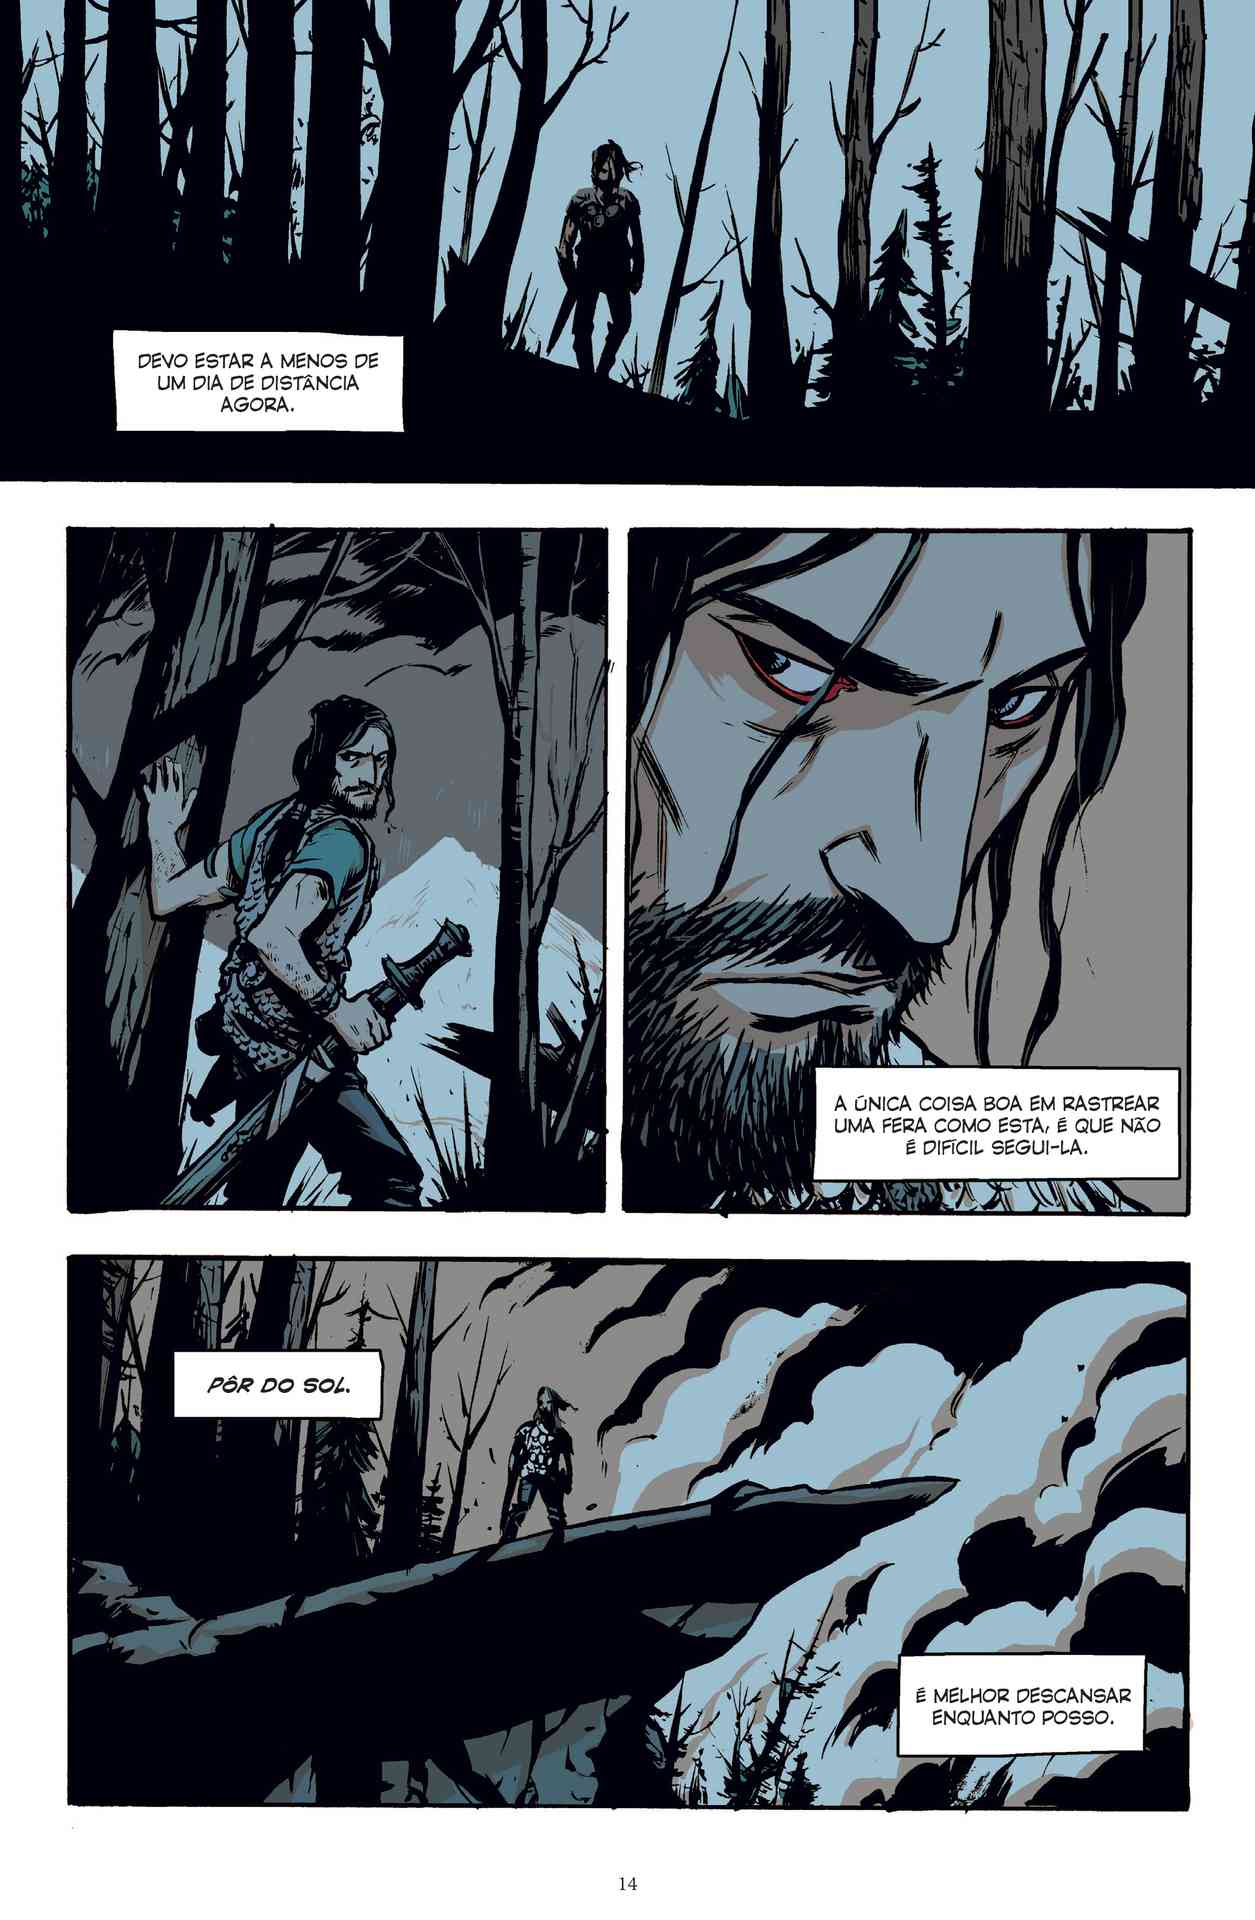 DEVO ESTAR A MENOS DE
UM DIA DE DISTÂNCIA
AGORA.
A ÚNICA COISA BOA EM RASTREAR
UMA FERA COMO ESTA, É QUE NÃO
É DIFÍCIL SEGUI-LA.
PÔR DO SOL.
É MELHOR DESCANSAR
ENQUANTO POSSO.
14